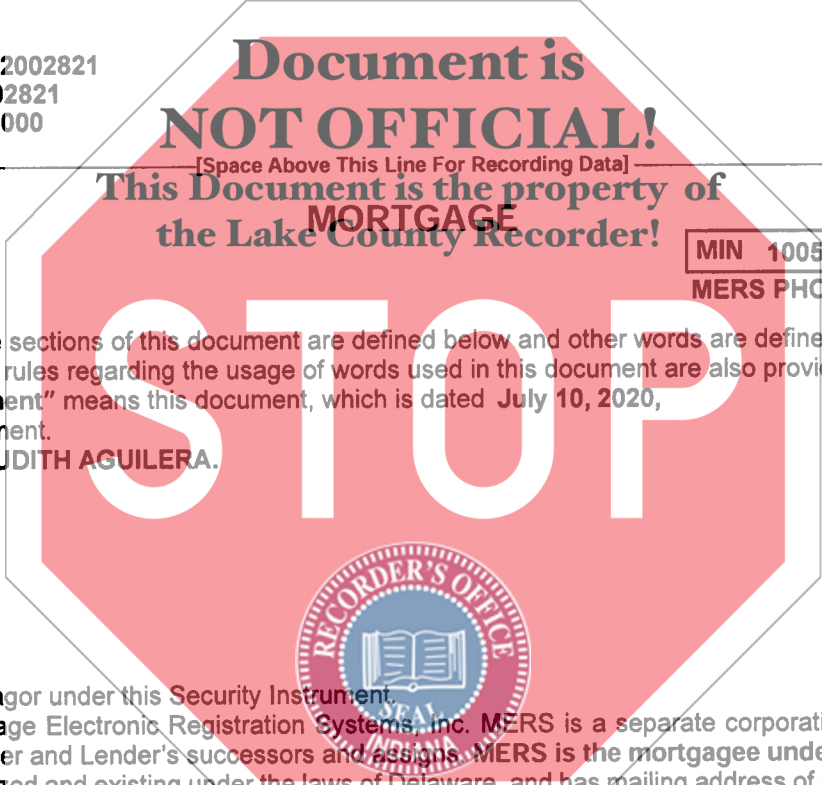 2002821
2821
000
Document is
NOT OFFICIAL!
[Space Above This Line For Recording Data]
This Document is the property of
MORTGAGE
the Lake County Recorder!
MIN 1005
MERS PHO
sections of this document are defined below and other words are define
rules regarding the usage of words used in this document are also provi
ent" means this document, which is dated July 10, 2020,
ment.
UDITH AGUILERA.
STOP
RECORDER'S OFFICE
SEAL
gor under this Security Instrument.
age Electronic Registration Systems, Inc. MERS is a separate corporati
er and Lender's successors and assigns. MERS is the mortgagee unde
ed and existing under the laws of Delaware, and has mailing address of